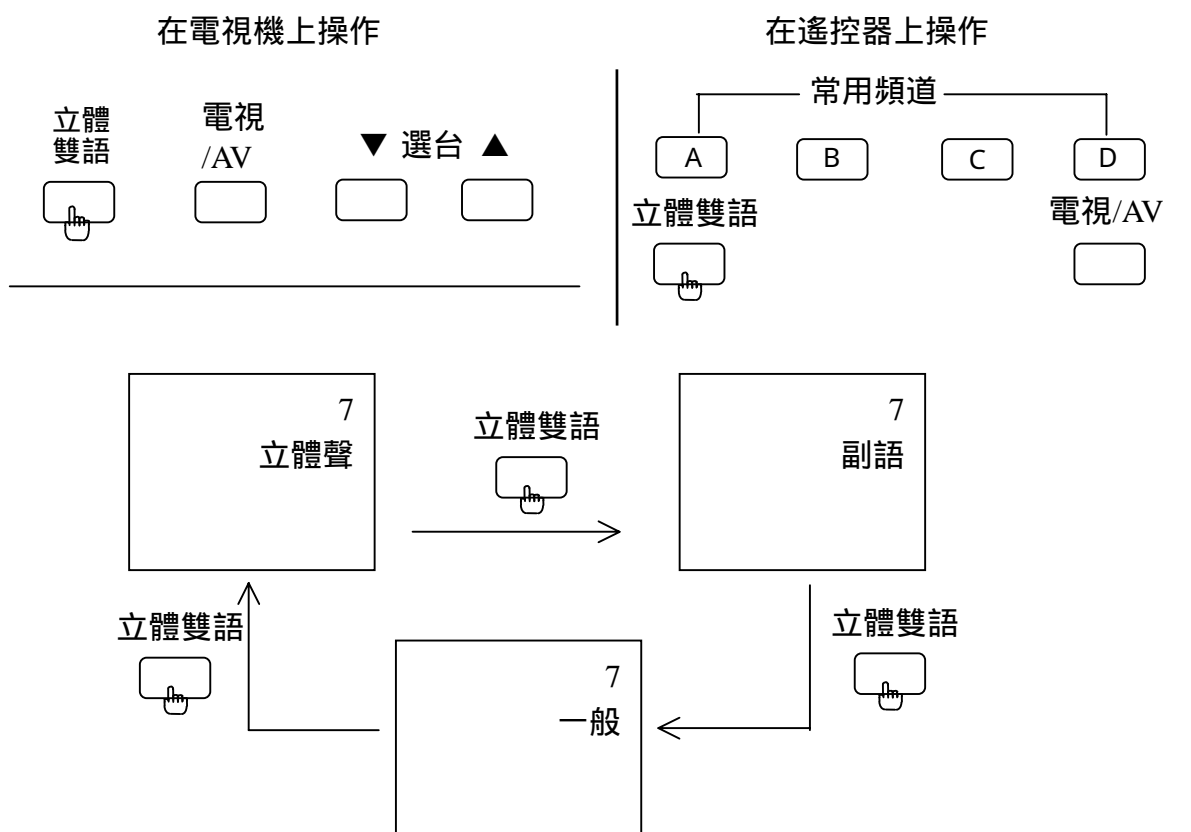 在電視機上操作
立體
雙語
電視
/AV
▼ 選台 ▲
在遙控器上操作
常用頻道
A B C D
立體雙語
電視/AV
7
立體聲
立體雙語
7
副語
立體雙語
立體雙語
7
一般